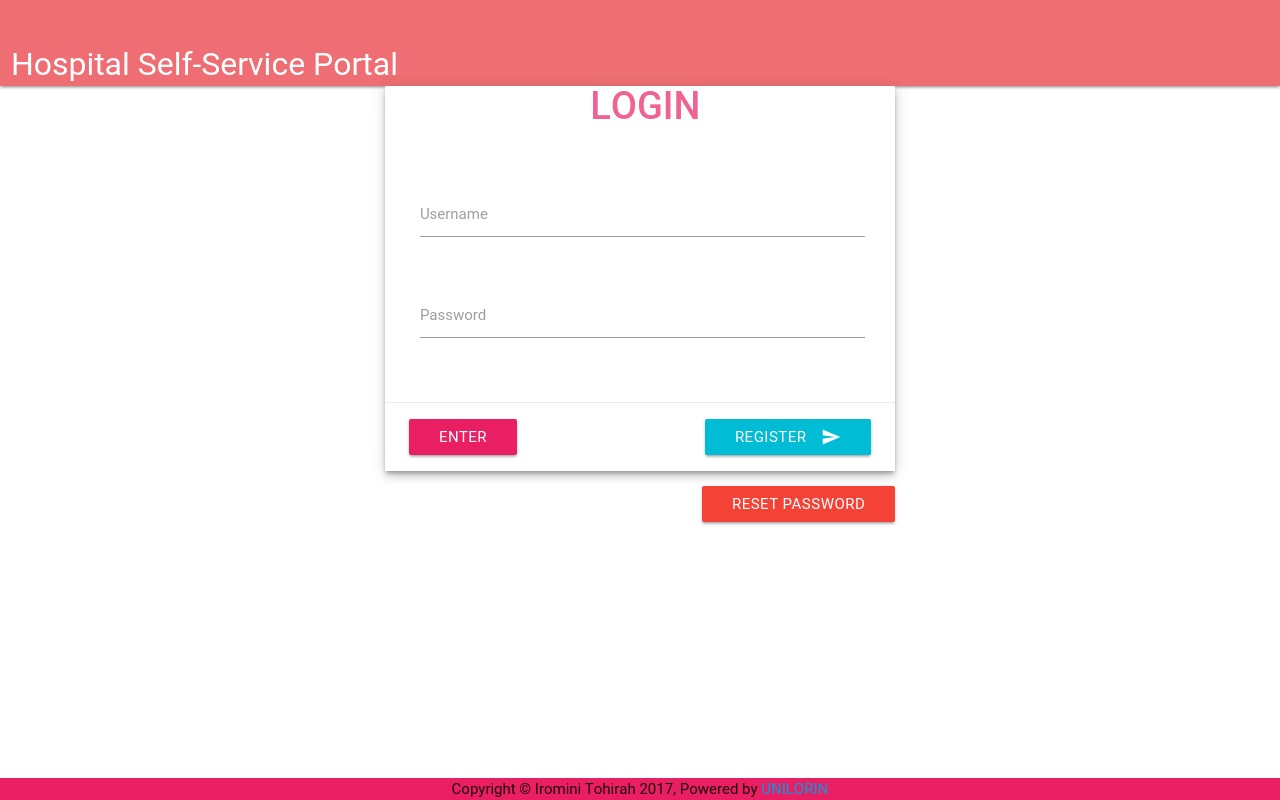 Hospital Self-Service Portal
LOGIN
Username
Password
ENTER
REGISTER
RESET PASSWORD
Copyright © Iromini Tohirah 2017, Powered by UNILORIN